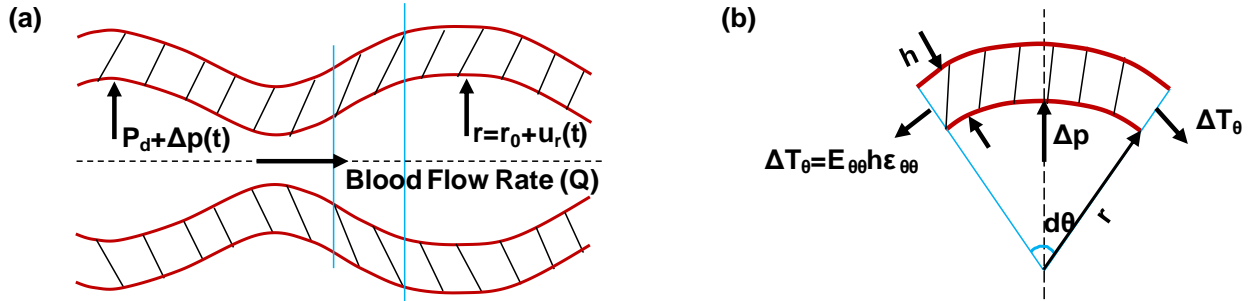 (a)
P_d+Δp(t)
r=r_0+u_r(t)
Blood Flow Rate (Q)
(b)
h
Δp
ΔT_θ
ΔT_θ=E_θθhε_θθ
dθ
r